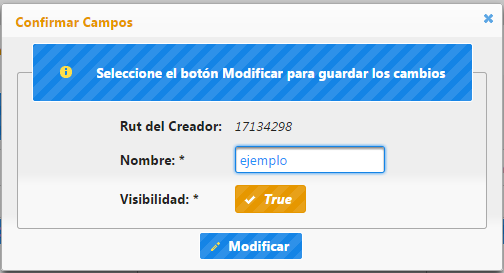 Confirmar Campos
Seleccione el botón Modificar para guardar los cambios
Rut del Creador: 17134298
Nombre: * ejemplo
Visibilidad: * True
Modificar